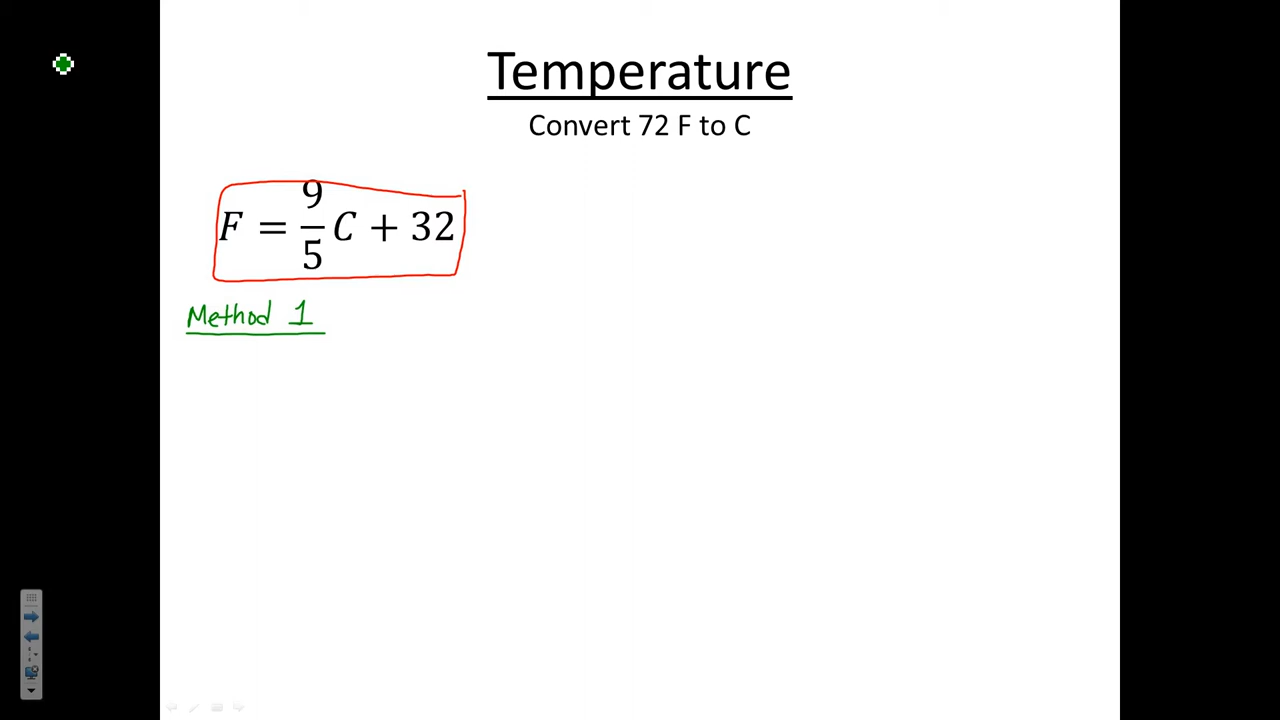 Temperature
Convert 72 F to C
F = 9/5 C + 32
Method 1